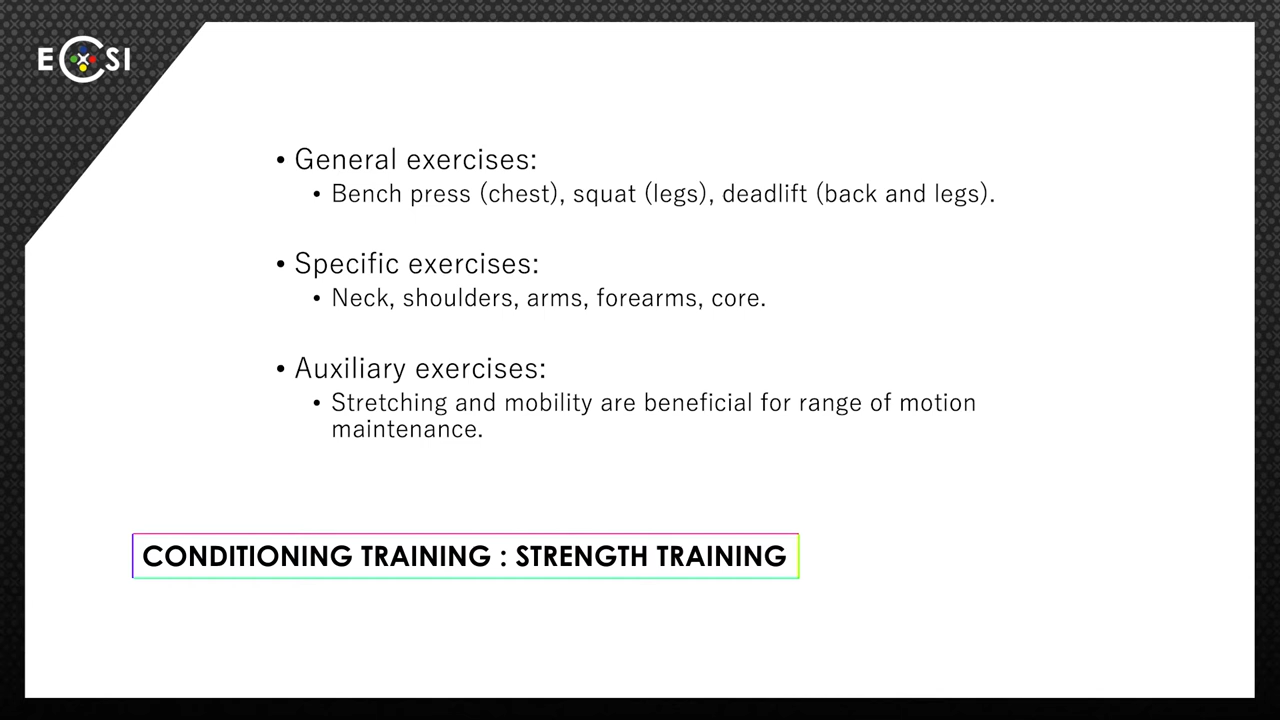 ECSI
• General exercises:
• Bench press (chest), squat (legs), deadlift (back and legs).
• Specific exercises:
• Neck, shoulders, arms, forearms, core.
• Auxiliary exercises:
• Stretching and mobility are beneficial for range of motion
maintenance.
CONDITIONING TRAINING : STRENGTH TRAINING